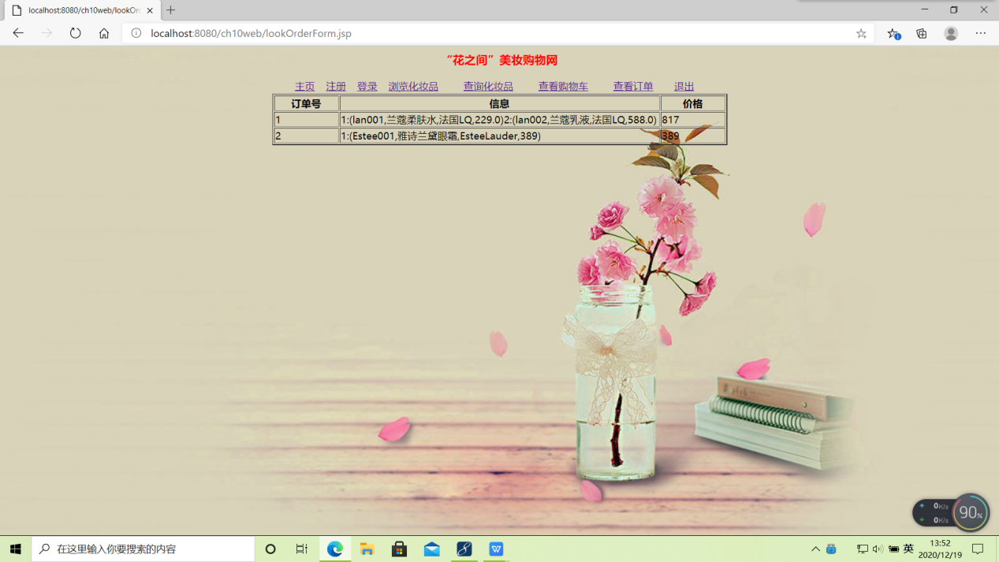 localhost:8080/ch10web/lookOr
localhost:8080/ch10web/lookOrderForm.jsp
“花之间”美妆购物网
主页 注册 登录 浏览化妆品 查询化妆品 查看购物车 查看订单 退出
订单号 信息 价格
1 1:(lan001,兰蔻柔肤水,法国LQ,229.0)2:(lan002,兰蔻乳液,法国LQ,588.0) 817
2 1:(Estee001,雅诗兰黛眼霜,EsteeLauder,389) 389
0K/s
0K/s
90%
在这里输入你要搜索的内容
英
13:52
2020/12/19